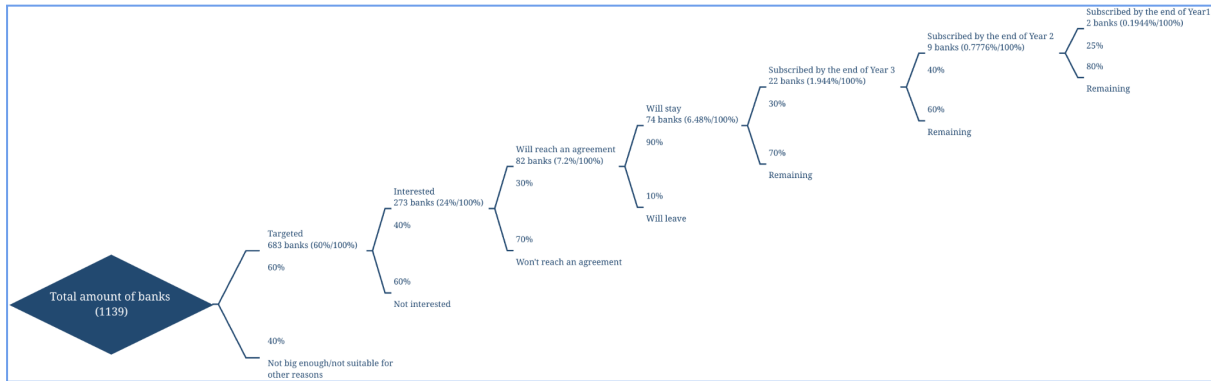 Total amount of banks
(1139)
Targeted
683 banks (60%/100%)
60%
40%
Not big enough/not suitable for
other reasons
Interested
273 banks (24%/100%)
40%
60%
Not interested
Will reach an agreement
82 banks (7.2%/100%)
30%
70%
Won't reach an agreement
Will stay
74 banks (6.48%/100%)
90%
10%
Will leave
Subscribed by the end of Year 3
22 banks (1.944%/100%)
30%
70%
Remaining
Subscribed by the end of Year 2
9 banks (0.7776%/100%)
40%
60%
Remaining
Subscribed by the end of Year1
2 banks (0.1944%/100%)
25%
80%
Remaining